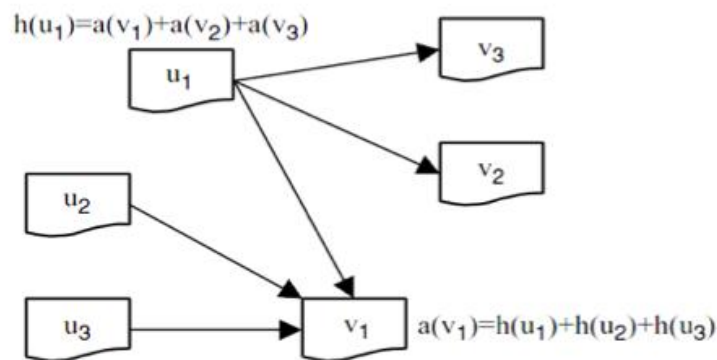 h(u₁)=a(v₁)+a(v₂)+a(v₃)
u₁
v₃
v₂
u₂
u₃
v₁
a(v₁)=h(u₁)+h(u₂)+h(u₃)